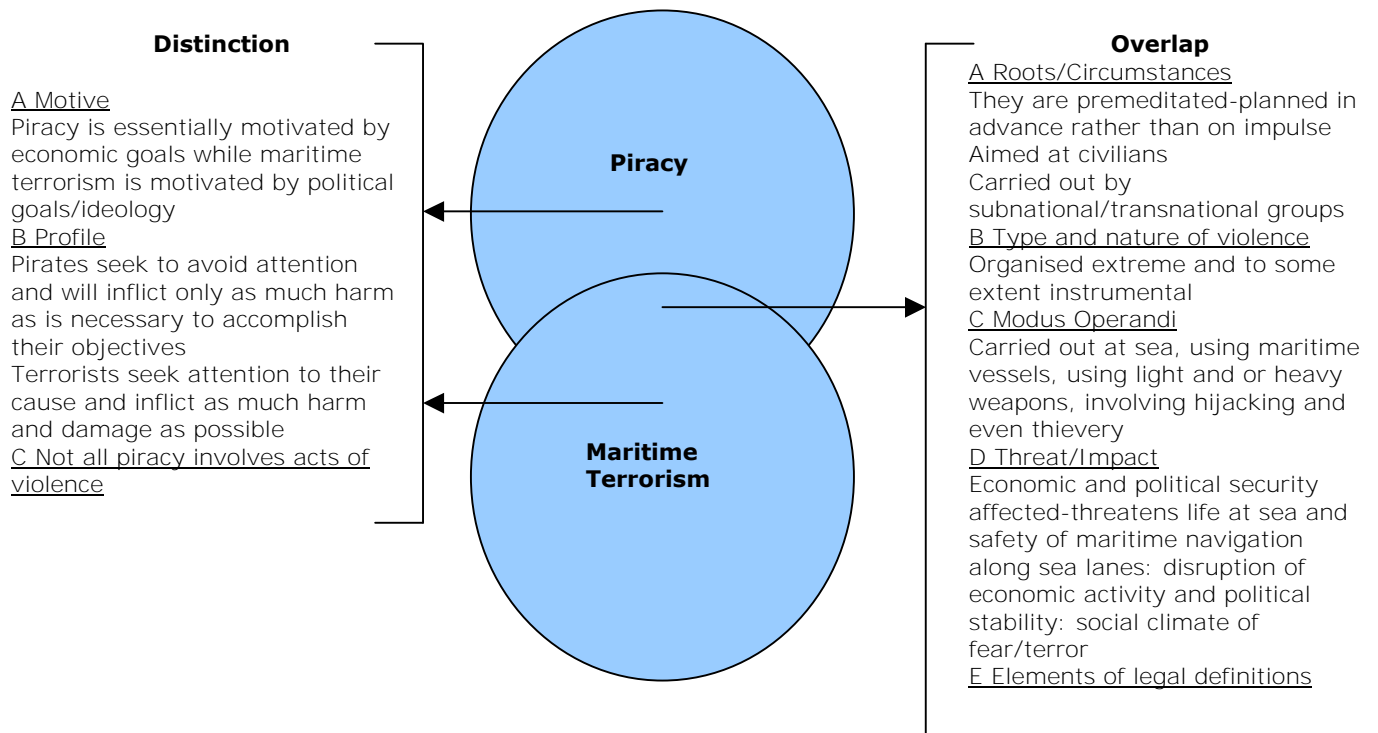 Distinction
A Motive
Piracy is essentially motivated by
economic goals while maritime
terrorism is motivated by political
goals/ideology
B Profile
Pirates seek to avoid attention
and will inflict only as much harm
as is necessary to accomplish
their objectives
Terrorists seek attention to their
cause and inflict as much harm
and damage as possible
C Not all piracy involves acts of
violence
Piracy
Maritime
Terrorism
Overlap
A Roots/Circumstances
They are premeditated-planned in
advance rather than on impulse
Aimed at civilians
Carried out by
subnational/transnational groups
B Type and nature of violence
Organised extreme and to some
extent instrumental
C Modus Operandi
Carried out at sea, using maritime
vessels, using light and or heavy
weapons, involving hijacking and
even thievery
D Threat/Impact
Economic and political security
affected-threatens life at sea and
safety of maritime navigation
along sea lanes: disruption of
economic activity and political
stability: social climate of
fear/terror
E Elements of legal definitions